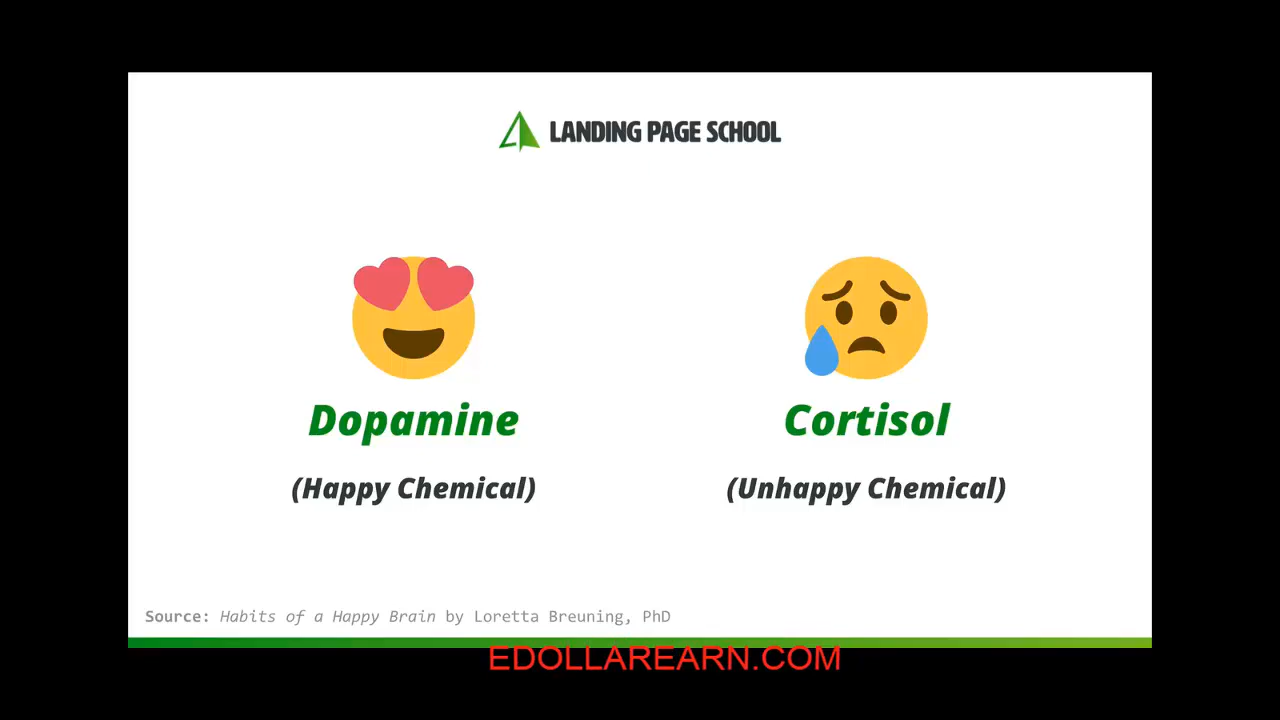 LANDING PAGE SCHOOL
Dopamine
(Happy Chemical)
Cortisol
(Unhappy Chemical)
Source: Habits of a Happy Brain by Loretta Breuning, PhD
EDOLLAREARN.COM